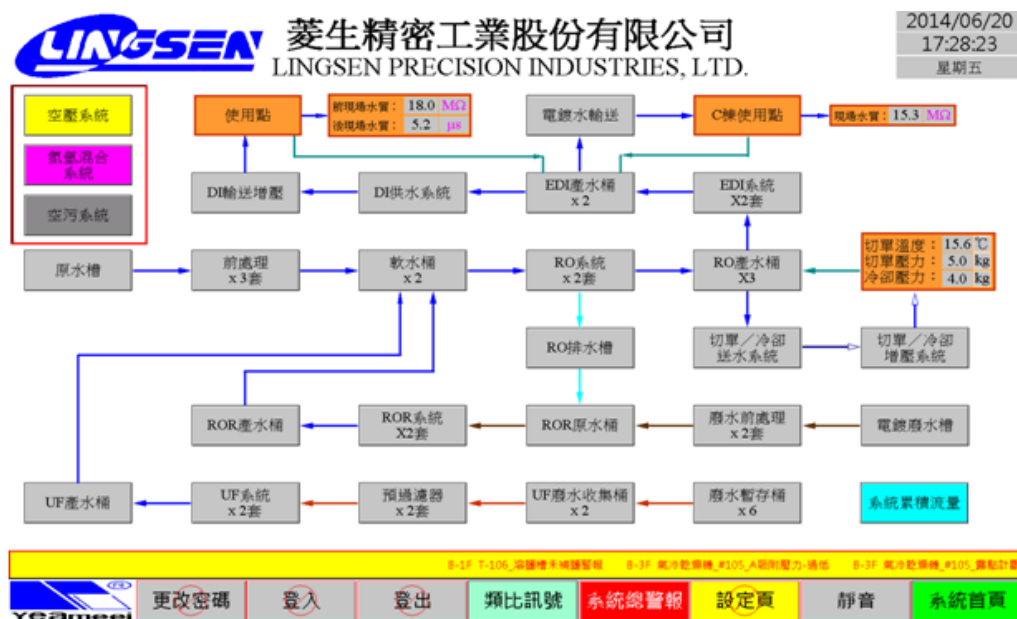 LINGSEN
菱生精密工業股份有限公司
LINGSEN PRECISION INDUSTRIES, LTD.
2014/06/20
17:28:23
星期五
空壓系統
氮氫混合
系統
空污系統
使用點
前現場水質： 18.0 MΩ
後現場水質： 5.2 μs
電鍍水輸送
C棟使用點
現場水質： 15.3 MΩ
DI輸送增壓
DI供水系統
EDI產水桶
x 2
EDI系統
X2套
原水槽
前處理
x 3套
軟水桶
x 2
RO系統
x 2套
RO產水桶
X3
切單溫度： 15.6 ℃
切單壓力： 5.0 kg
冷卻壓力： 4.0 kg
RO排水槽
切單／冷卻
送水系統
切單／冷卻
增壓系統
ROR產水桶
ROR系統
X2套
ROR原水桶
廢水前處理
x 2套
電鍍廢水槽
UF產水桶
UF系統
x 2套
預過濾器
x 2套
UF廢水收集桶
x 2
廢水暫存桶
x 6
系統累積流量
B-1F T-106_溶鹽槽未補鹽警報 B-3F 氣冷乾燥機_#105_A吸附壓力-過低 B-3F 氣冷乾燥機_#105_露點計
yeameei
更改密碼
登入
登出
類比訊號
系統總警報
設定頁
靜音
系統首頁